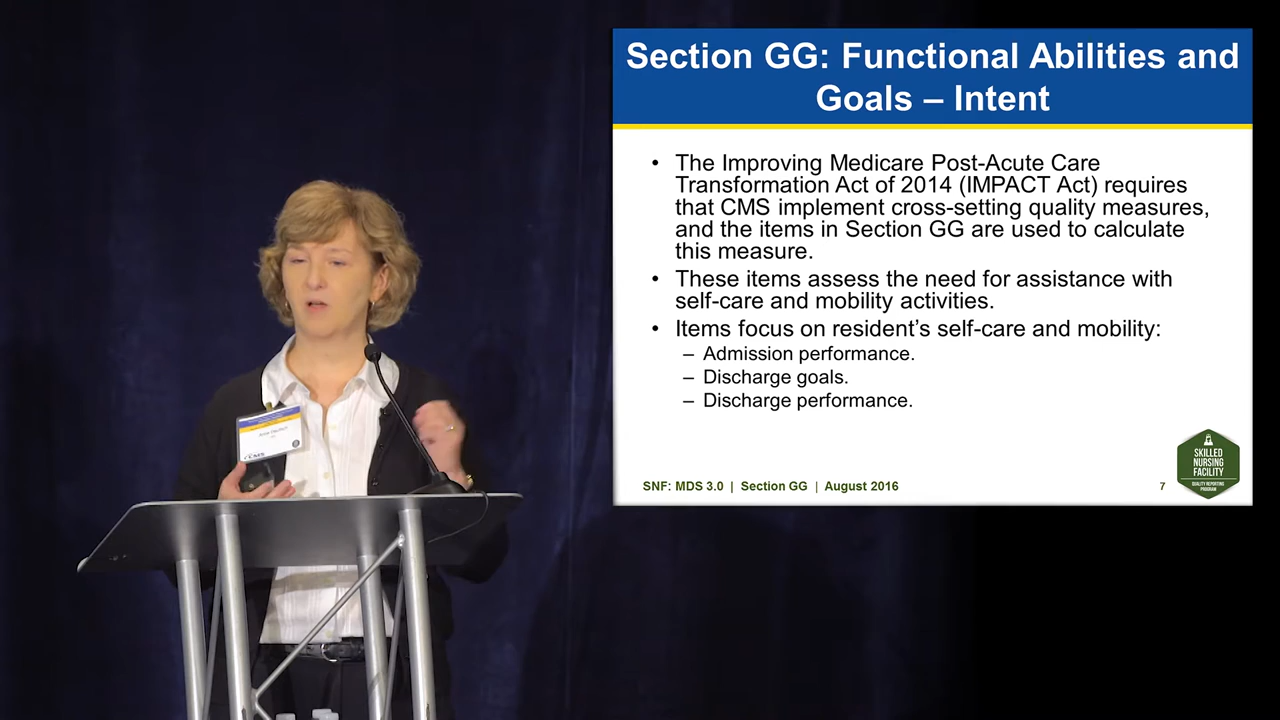 Section GG: Functional Abilities and
Goals – Intent
• The Improving Medicare Post-Acute Care
Transformation Act of 2014 (IMPACT Act) requires
that CMS implement cross-setting quality measures,
and the items in Section GG are used to calculate
this measure.
• These items assess the need for assistance with
self-care and mobility activities.
• Items focus on resident’s self-care and mobility:
– Admission performance.
– Discharge goals.
– Discharge performance.
SNF: MDS 3.0 | Section GG | August 2016
7
SKILLED
NURSING
FACILITY
QUALITY REPORTING
PROGRAM
CMS